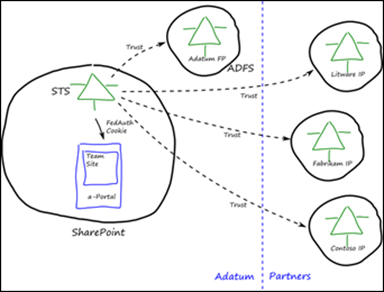 Adatum FP
ADFS
Trust
STS
Litware IP
Trust
FedAuth
Cookie
Trust
Team
Site
Fabrikam IP
a-Portal
Trust
SharePoint
Contoso IP
Adatum
Partners